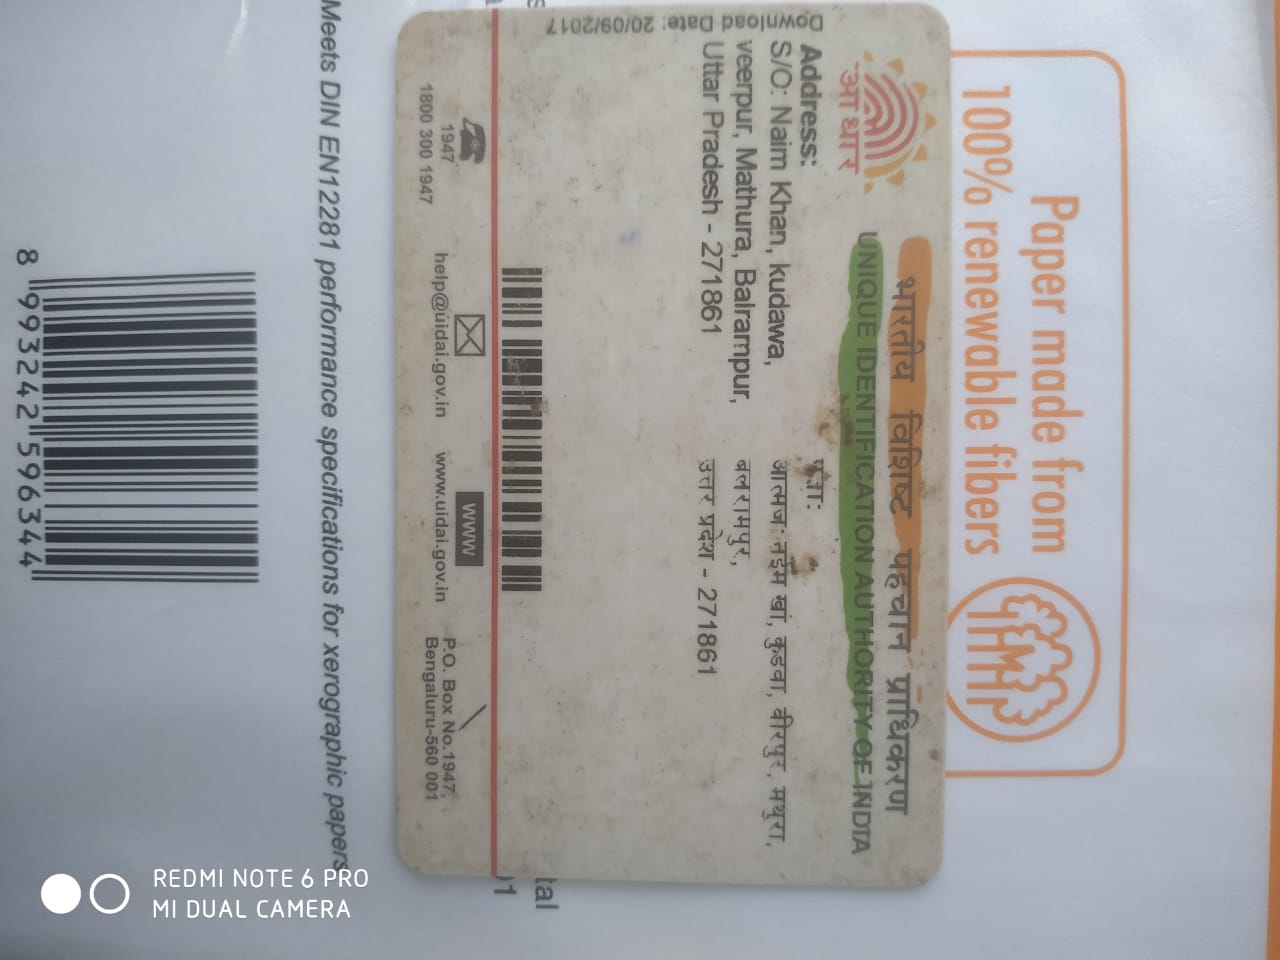 Paper made from
100% renewable fibers
भारतीय विशिष्ट पहचान प्राधिकरण
UNIQUE IDENTIFICATION AUTHORITY OF INDIA
आधार
Download Date: 20/09/2017
Address:
S/O: Naim Khan, kudawa,
veerpur, Mathura, Balrampur,
Uttar Pradesh - 271861
पता:
आत्मज: नईम खां, कुडवा, वीरपुर, मथुरा,
बलरामपुर,
उत्तर प्रदेश - 271861
1947
1800 300 1947
help@uidai.gov.in
WWW
www.uidai.gov.in
P.O. Box No.1947,
Bengaluru-560 001
Meets DIN EN12281 performance specifications for xerographic papers
8 993242 596344
REDMI NOTE 6 PRO
MI DUAL CAMERA